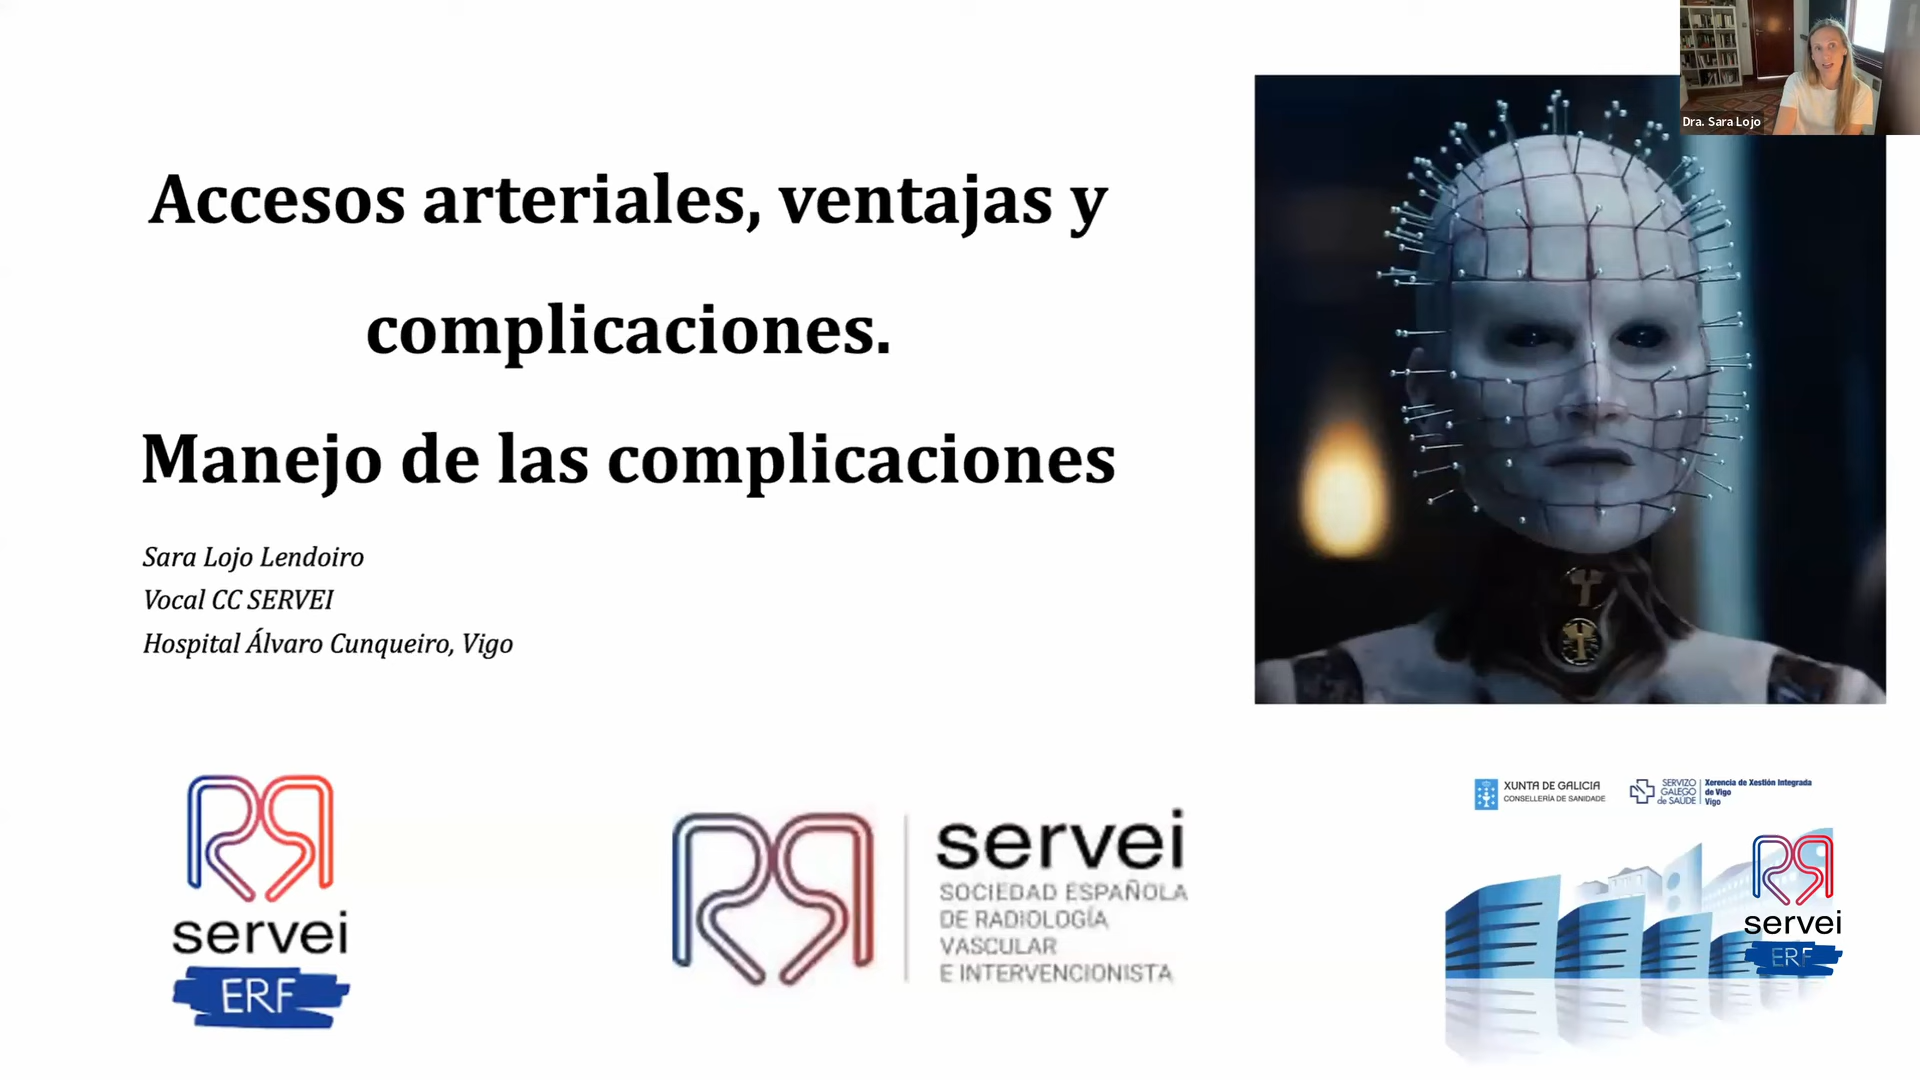 Dra. Sara Lojo
Accesos arteriales, ventajas y
complicaciones.
Manejo de las complicaciones
Sara Lojo Lendoiro
Vocal CC SERVEI
Hospital Álvaro Cunqueiro, Vigo
servei
ERF
servei
SOCIEDAD ESPAÑOLA
DE RADIOLOGÍA
VASCULAR
E INTERVENCIONISTA
XUNTA DE GALICIA
CONSELLERÍA DE SANIDADE
SERVIZO
GALEGO
de SAÚDE
Xerencia de Xestión Integrada
de Vigo
Vigo
servei
ERF